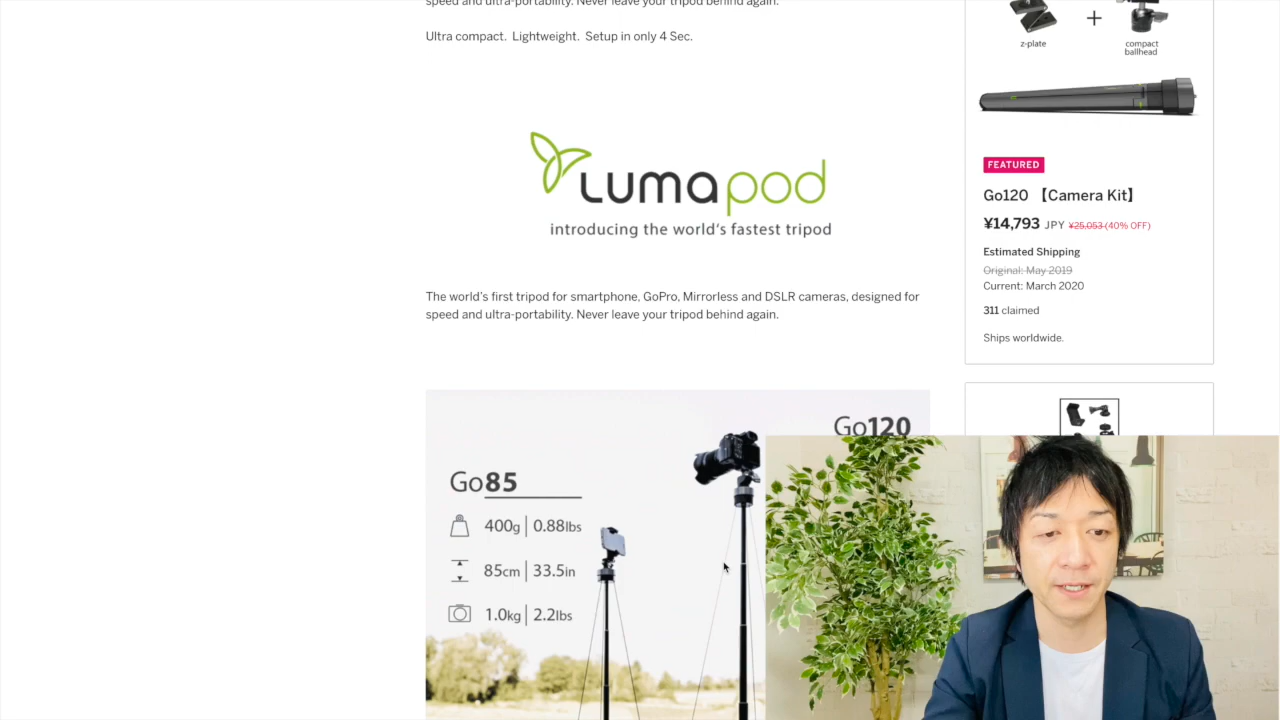 speed and ultra-portability. Never leave your tripod behind again.
Ultra compact. Lightweight. Setup in only 4 Sec.
Lumapod
introducing the world's fastest tripod
The world's first tripod for smartphone, GoPro, Mirrorless and DSLR cameras, designed for
speed and ultra-portability. Never leave your tripod behind again.
Go85
400g | 0.88lbs
85cm | 33.5in
1.0kg | 2.2lbs
Go120
z-plate
+
compact
ballhead
FEATURED
Go120 【Camera Kit】
¥14,793 JPY ¥25,053 (40% OFF)
Estimated Shipping
Original: May 2019
Current: March 2020
311 claimed
Ships worldwide.